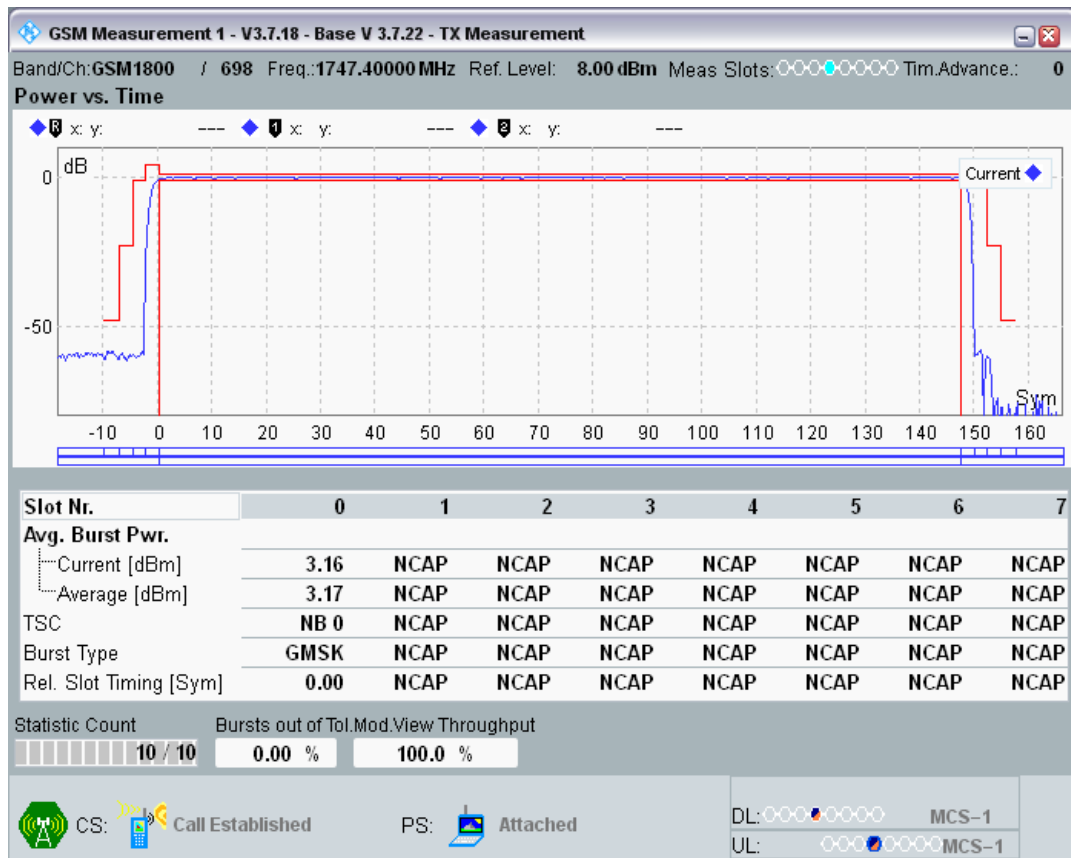 GSM Measurement 1 - V3.7.18 - Base V 3.7.22 - TX Measurement
Band/Ch:GSM1800 / 698 Freq.:1747.40000 MHz Ref. Level: 8.00 dBm Meas Slots: Tim.Advance.: 0
Power vs. Time
R x: y: --- 1 x: y: --- 2 x: y: ---
dB
0
Current
-50
Sym
-10 0 10 20 30 40 50 60 70 80 90 100 110 120 130 140 150 160
Slot Nr. 0 1 2 3 4 5 6 7
Avg. Burst Pwr.
Current [dBm] 3.16 NCAP NCAP NCAP NCAP NCAP NCAP NCAP
Average [dBm] 3.17 NCAP NCAP NCAP NCAP NCAP NCAP NCAP
TSC NB 0 NCAP NCAP NCAP NCAP NCAP NCAP NCAP
Burst Type GMSK NCAP NCAP NCAP NCAP NCAP NCAP NCAP
Rel. Slot Timing [Sym] 0.00 NCAP NCAP NCAP NCAP NCAP NCAP NCAP
Statistic Count Bursts out of Tol.Mod.View Throughput
10 / 10 0.00 % 100.0 %
CS: Call Established PS: Attached DL: MCS-1
UL: MCS-1